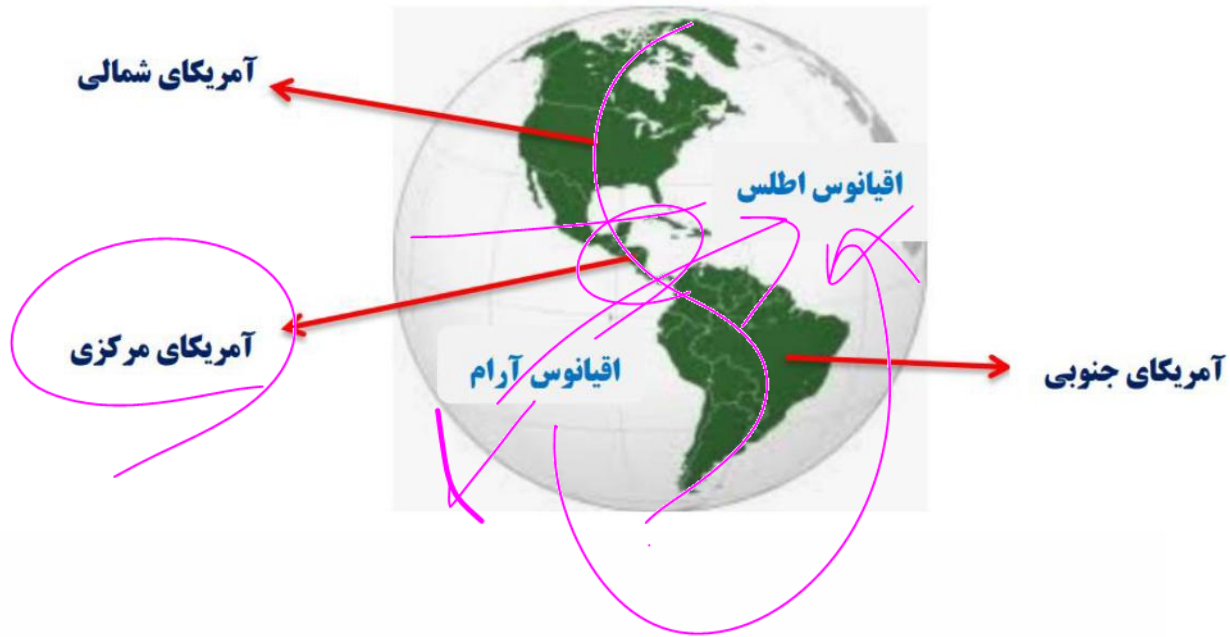 آمریکای شمالی
اقیانوس اطلس
آمریکای مرکزی
اقیانوس آرام
آمریکای جنوبی